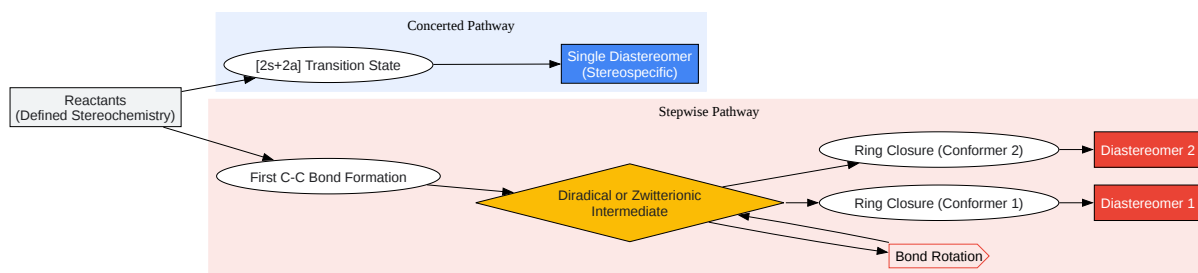 Concerted Pathway
[2s+2a] Transition State
Single Diastereomer
(Stereospecific)
Reactants
(Defined Stereochemistry)
Stepwise Pathway
First C-C Bond Formation
Diradical or Zwitterionic
Intermediate
Ring Closure (Conformer 2)
Diastereomer 2
Ring Closure (Conformer 1)
Diastereomer 1
Bond Rotation